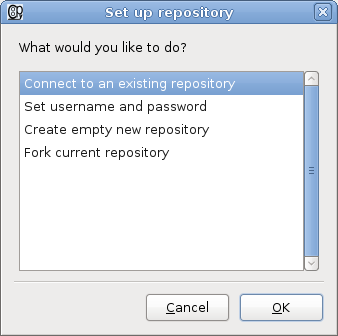 Set up repository
What would you like to do?
Connect to an existing repository
Set username and password
Create empty new repository
Fork current repository
Cancel
OK